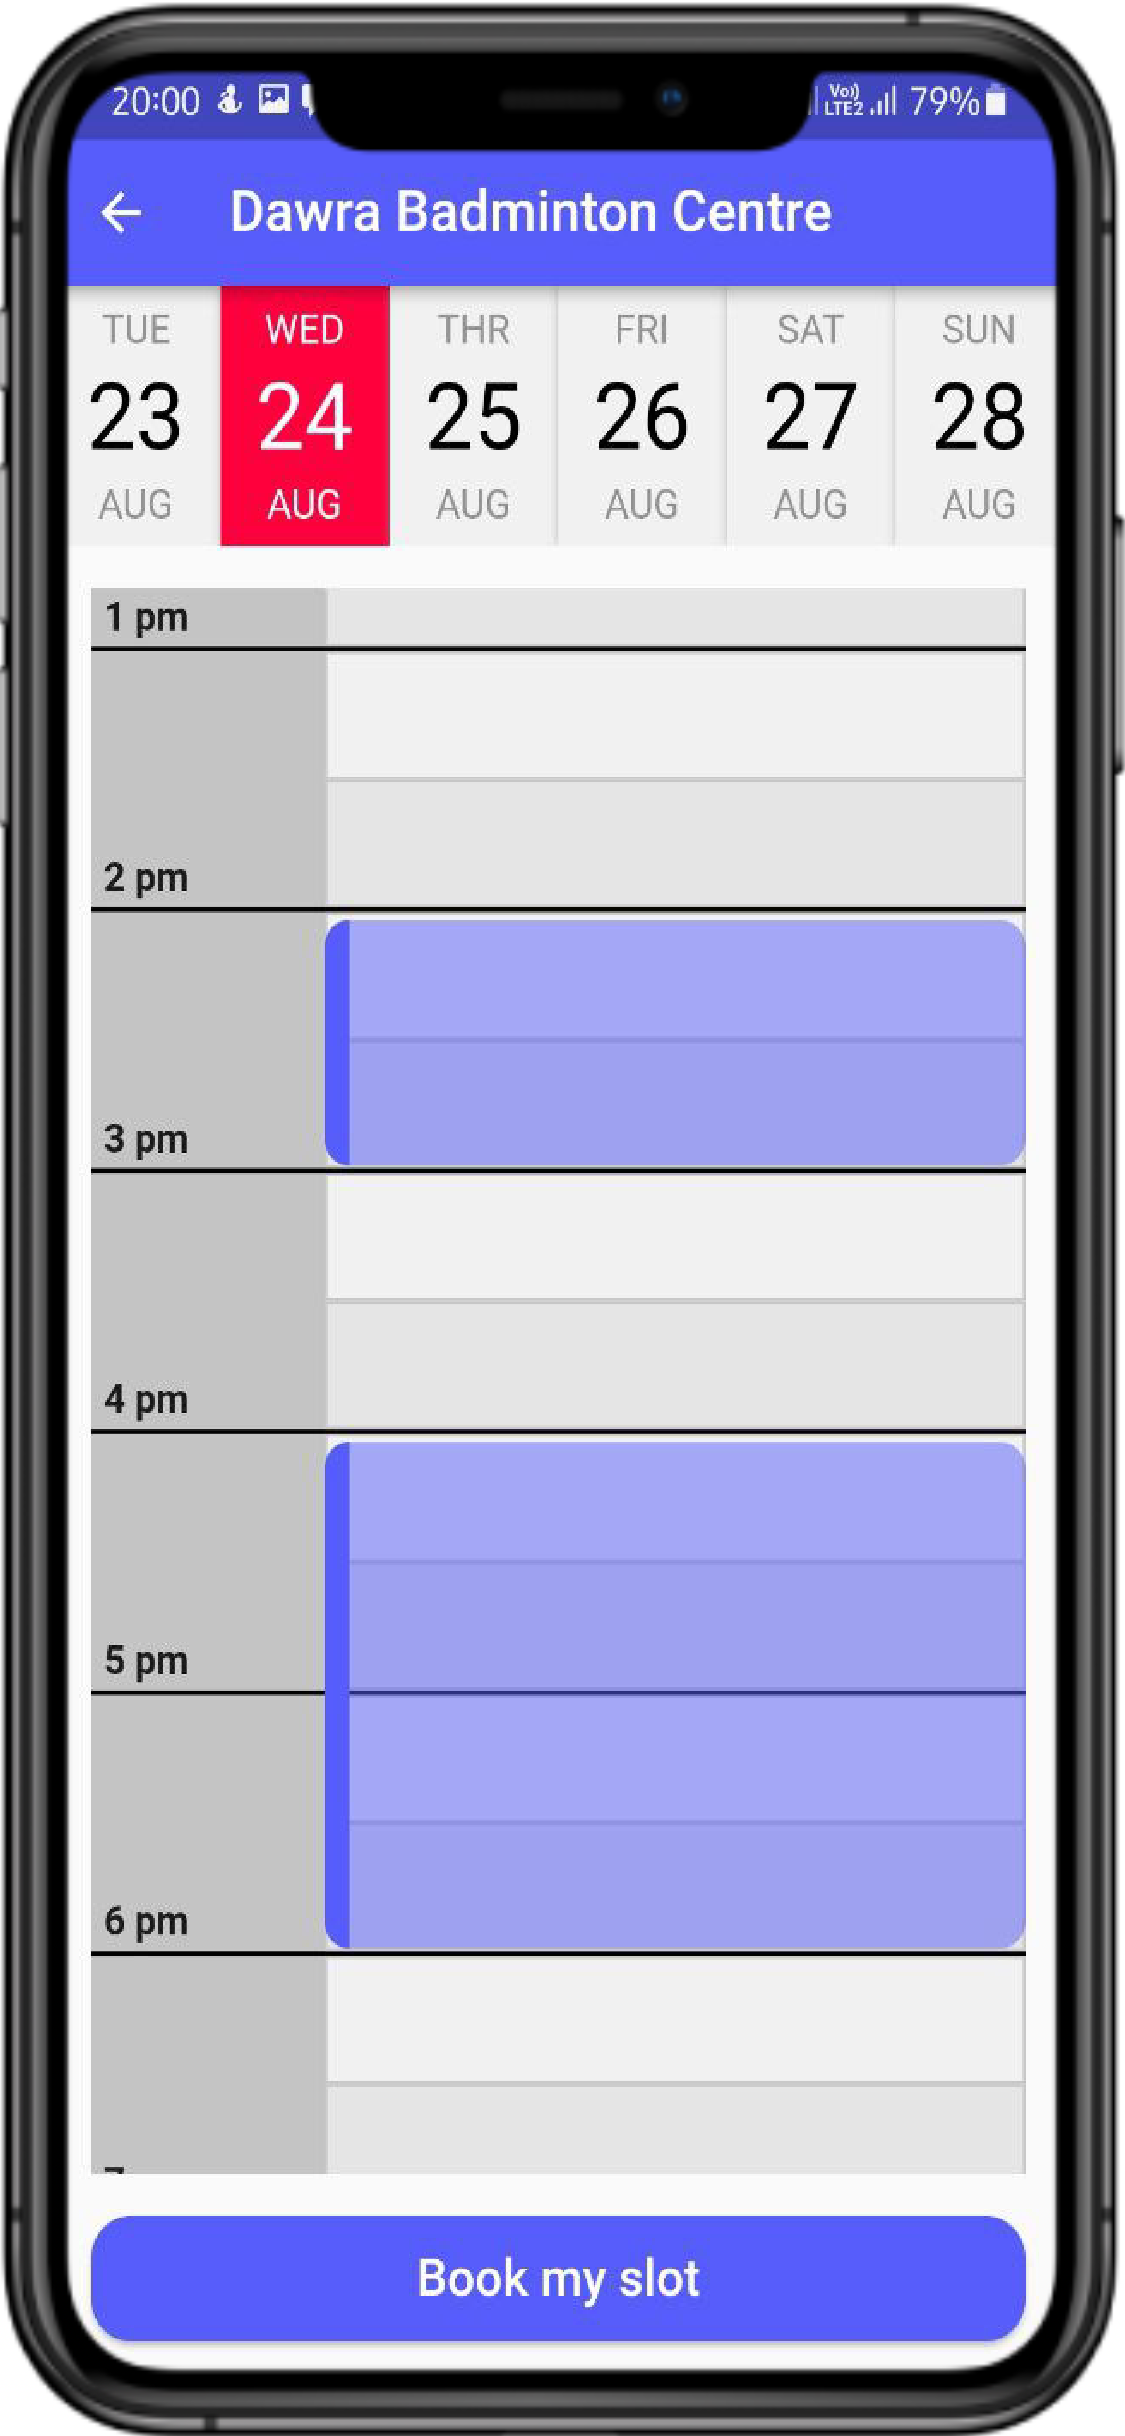 20:00 Vo)) LTE2 79%
Dawra Badminton Centre
TUE WED THR FRI SAT SUN
23 24 25 26 27 28
AUG AUG AUG AUG AUG AUG
1 pm
2 pm
3 pm
4 pm
5 pm
6 pm
Book my slot